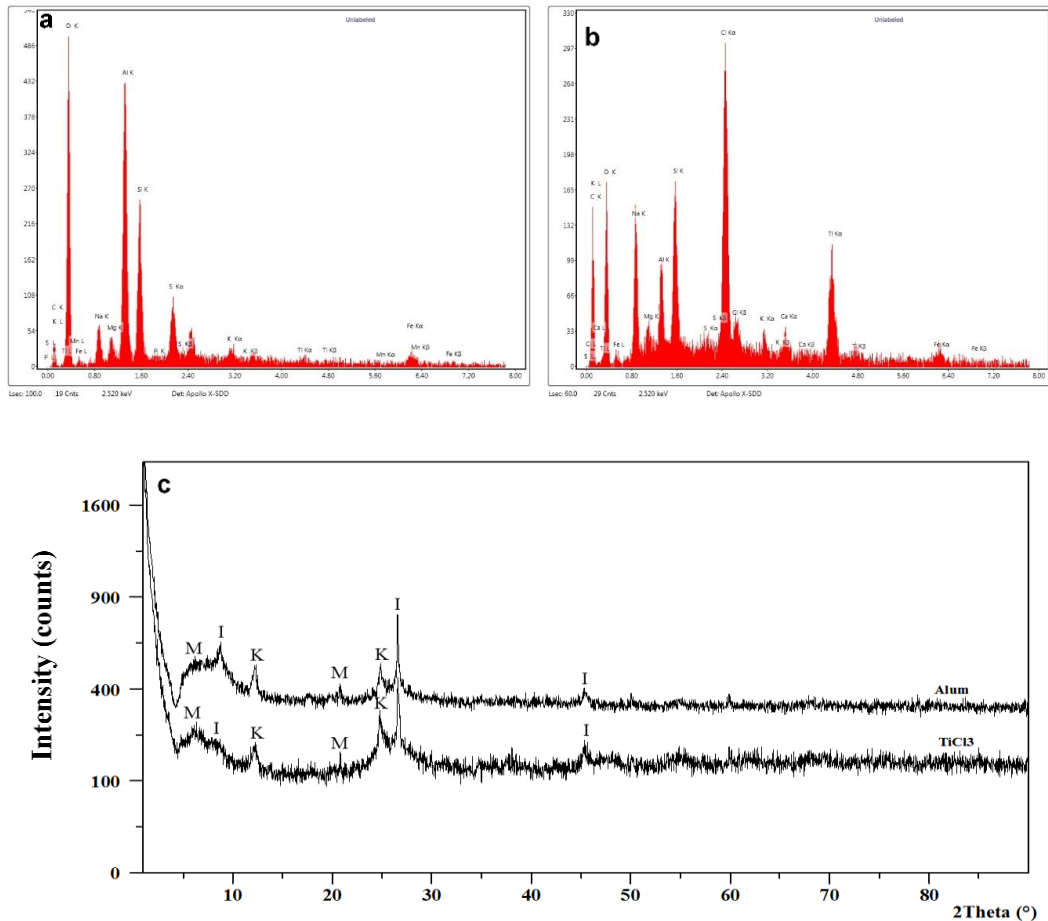 a
Unlabeled
486
432
378
324
270
216
162
108
54
0
O K
Al K
Si K
S Kα
C K
K L
Na K
Mg K
Mn L
S L
P L
Ti L
Fe L
P K
S Kβ
K Kα
K Kβ
Ti Kα
Ti Kβ
Mn Kα
Fe Kα
Mn Kβ
Fe Kβ
0.00 0.80 1.60 2.40 3.20 4.00 4.80 5.60 6.40 7.20 8.00
Lsec: 100.0 19 Cnts 2.520 keV Det: Apollo X-SDD
b
Unlabeled
330
297
264
231
198
165
132
99
66
33
0
Cl Kα
K L
C K
O K
Si K
Na K
Al K
Mg K
Ca L
Cl L
Ti L
Fe L
S L
S Kα
S Kβ
Cl Kβ
K Kα
K Kβ
Ca Kα
Ca Kβ
Ti Kα
Ti Kβ
Fe Kα
Fe Kβ
0.00 0.80 1.60 2.40 3.20 4.00 4.80 5.60 6.40 7.20 8.00
Lsec: 60.0 29 Cnts 2.520 keV Det: Apollo X-SDD
c
Intensity (counts)
1600
900
400
100
0
M I K M K I I
Alum
M I K M K I
TiCl3
10 20 30 40 50 60 70 80
2Theta (°)